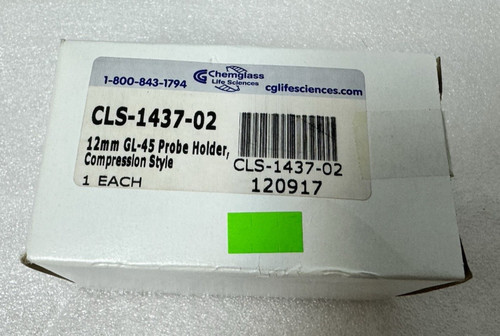 1-800-843-1794
CG Chemglass
Life Sciences
cglifesciences.com
CLS-1437-02
12mm GL-45 Probe Holder,
Compression Style
1 EACH
CLS-1437-02
120917